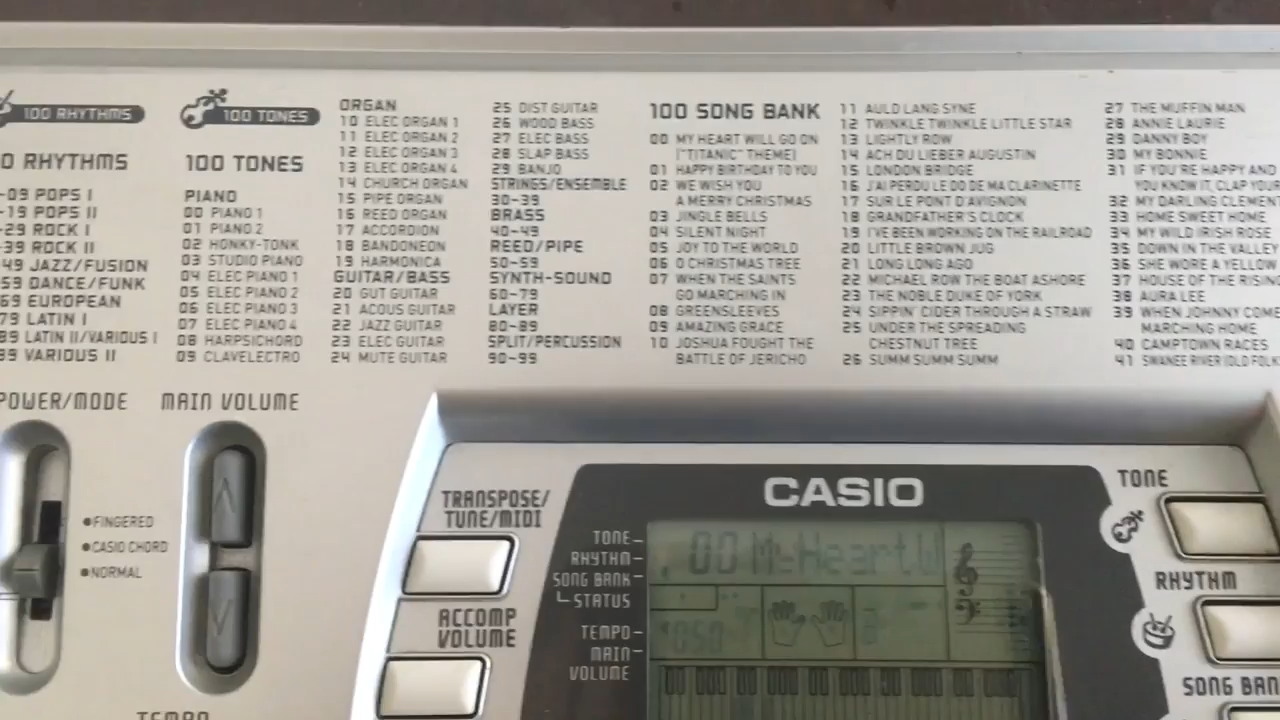 100 RHYTHMS
0 RHYTHMS
-09 POPS I
-19 POPS II
-29 ROCK I
-39 ROCK II
49 JAZZ/FUSION
59 DANCE/FUNK
69 EUROPEAN
79 LATIN I
89 LATIN II/VARIOUS I
99 VARIOUS II
100 TONES
100 TONES
PIANO
00 PIANO 1
01 PIANO 2
02 HONKY-TONK
03 STUDIO PIANO
04 ELEC PIANO 1
05 ELEC PIANO 2
06 ELEC PIANO 3
07 ELEC PIANO 4
08 HARPSICHORD
09 CLAVELECTRO
ORGAN
10 ELEC ORGAN 1
11 ELEC ORGAN 2
12 ELEC ORGAN 3
13 ELEC ORGAN 4
14 CHURCH ORGAN
15 PIPE ORGAN
16 REED ORGAN
17 ACCORDION
18 BANDONEON
19 HARMONICA
GUITAR/BASS
20 GUT GUITAR
21 ACOUS GUITAR
22 JAZZ GUITAR
23 ELEC GUITAR
24 MUTE GUITAR
25 DIST GUITAR
26 WOOD BASS
27 ELEC BASS
28 SLAP BASS
29 BANJO
STRINGS/ENSEMBLE
30-39
BRASS
40-49
REED/PIPE
50-59
SYNTH-SOUND
60-79
LAYER
80-89
SPLIT/PERCUSSION
90-99
100 SONG BANK
00 MY HEART WILL GO ON
("TITANIC" THEME)
01 HAPPY BIRTHDAY TO YOU
02 WE WISH YOU
A MERRY CHRISTMAS
03 JINGLE BELLS
04 SILENT NIGHT
05 JOY TO THE WORLD
06 O CHRISTMAS TREE
07 WHEN THE SAINTS
GO MARCHING IN
08 GREENSLEEVES
09 AMAZING GRACE
10 JOSHUA FOUGHT THE
BATTLE OF JERICHO
11 AULD LANG SYNE
12 TWINKLE TWINKLE LITTLE STAR
13 LIGHTLY ROW
14 ACH DU LIEBER AUGUSTIN
15 LONDON BRIDGE
16 J'AI PERDU LE DO DE MA CLARINETTE
17 SUR LE PONT D'AVIGNON
18 GRANDFATHER'S CLOCK
19 I'VE BEEN WORKING ON THE RAILROAD
20 LITTLE BROWN JUG
21 LONG LONG AGO
22 MICHAEL ROW THE BOAT ASHORE
23 THE NOBLE DUKE OF YORK
24 SIPPIN' CIDER THROUGH A STRAW
25 UNDER THE SPREADING
CHESTNUT TREE
26 SUMM SUMM SUMM
27 THE MUFFIN MAN
28 ANNIE LAURIE
29 DANNY BOY
30 MY BONNIE
31 IF YOU'RE HAPPY AND
YOU KNOW IT, CLAP YOUR
32 MY DARLING CLEMENT
33 HOME SWEET HOME
34 MY WILD IRISH ROSE
35 DOWN IN THE VALLEY
36 SHE WORE A YELLOW
37 HOUSE OF THE RISIN
38 AURA LEE
39 WHEN JOHNNY COME
MARCHING HOME
40 CAMPTOWN RACES
41 SWANEE RIVER (OLD FOLK
POWER/MODE
MAIN VOLUME
FINGERED
CASIO CHORD
NORMAL
TEMPO
TRANSPOSE/
TUNE/MIDI
ACCOMP
VOLUME
CASIO
TONE
RHYTHM
SONG BANK
STATUS
TEMPO
MAIN
VOLUME
00 MyHeartW
050
TONE
RHYTHM
SONG BAN